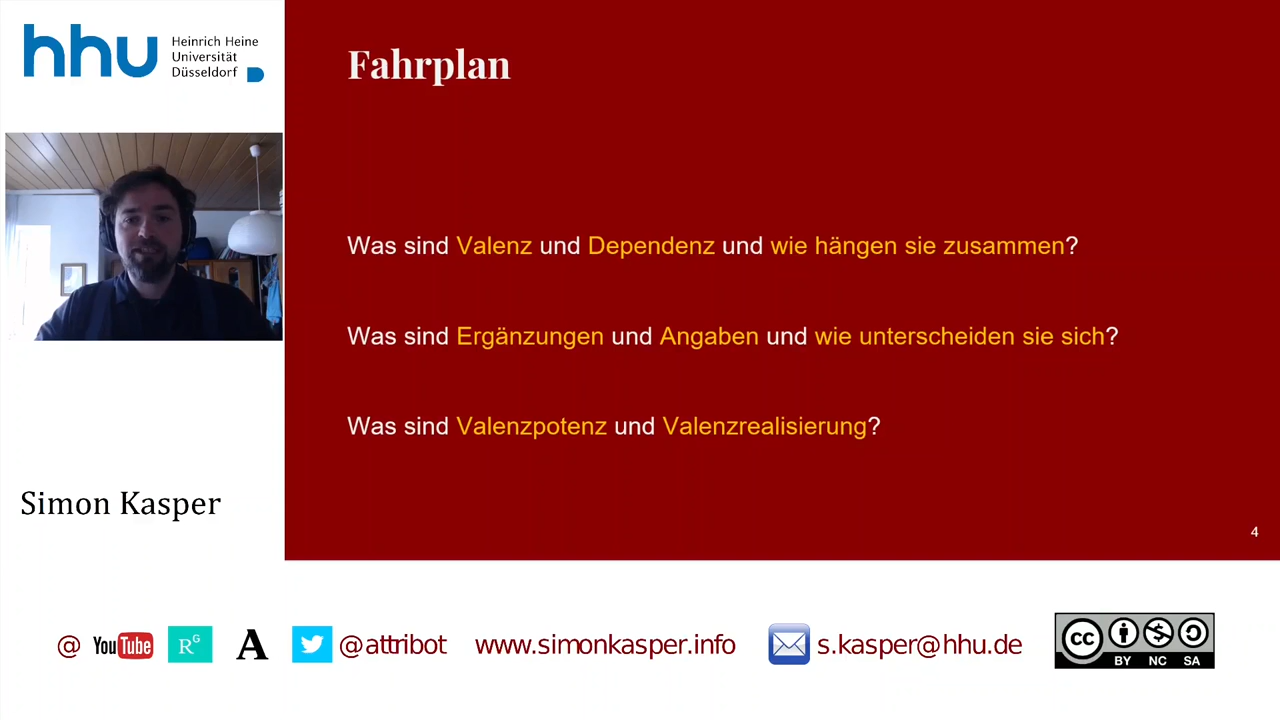 hhu
Heinrich Heine
Universität
Düsseldorf
Fahrplan
Was sind Valenz und Dependenz und wie hängen sie zusammen?
Was sind Ergänzungen und Angaben und wie unterscheiden sie sich?
Was sind Valenzpotenz und Valenzrealisierung?
Simon Kasper
4
@ YouTube RG A @attribot www.simonkasper.info s.kasper@hhu.de
cc
BY NC SA